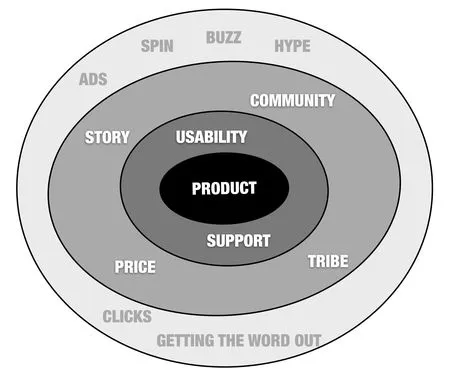 SPIN
BUZZ
HYPE
ADS
COMMUNITY
STORY
USABILITY
PRODUCT
SUPPORT
PRICE
TRIBE
CLICKS
GETTING THE WORD OUT